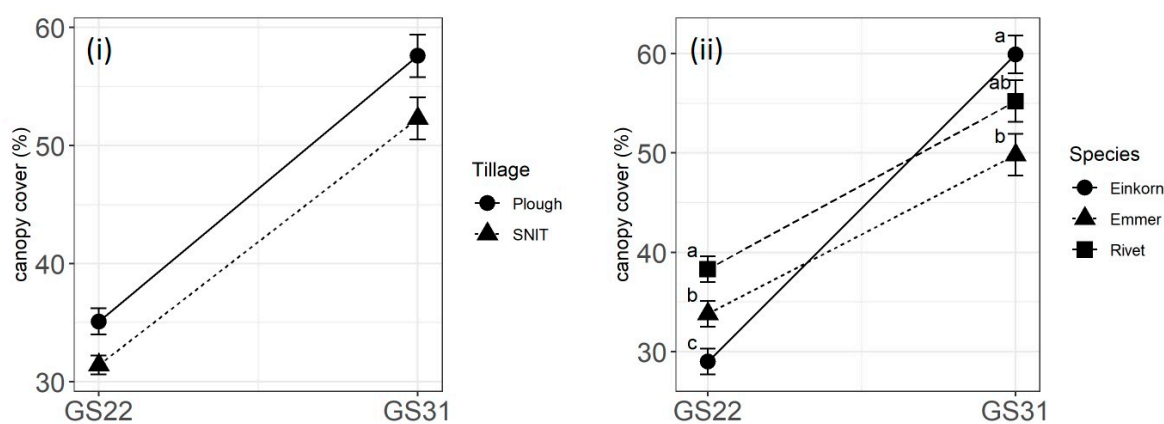 (i)
60
50
40
30
canopy cover (%)
GS22
GS31
Tillage
Plough
SNIT
(ii)
60
50
40
30
canopy cover (%)
a
ab
b
a
b
c
GS22
GS31
Species
Einkorn
Emmer
Rivet